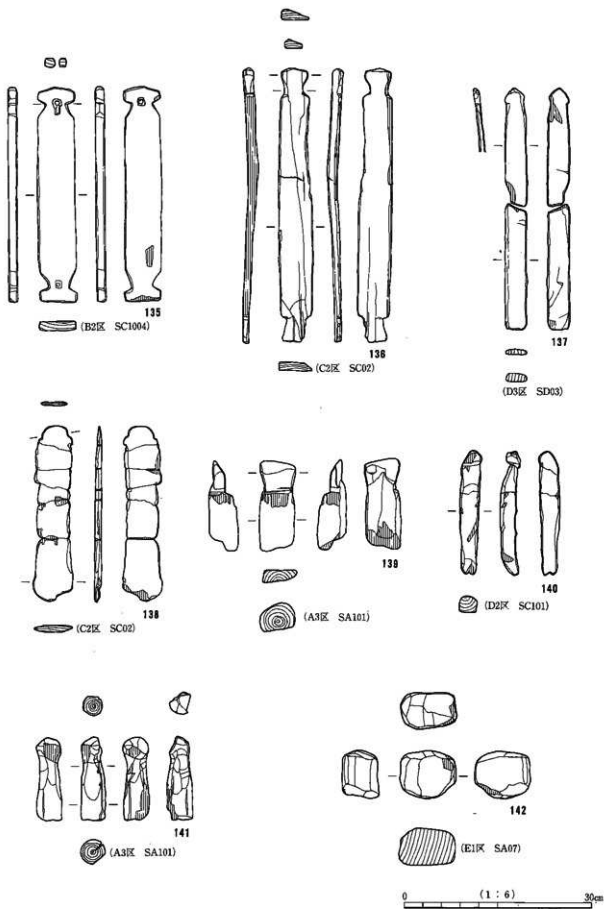 135
(B2区 SC1004)
136
(C2区 SC02)
137
(D3区 SD03)
138
(C2区 SC02)
139
(A3区 SA101)
140
(D2区 SC101)
141
(A3区 SA101)
142
(E1区 SA07)
0 (1:6) 30cm